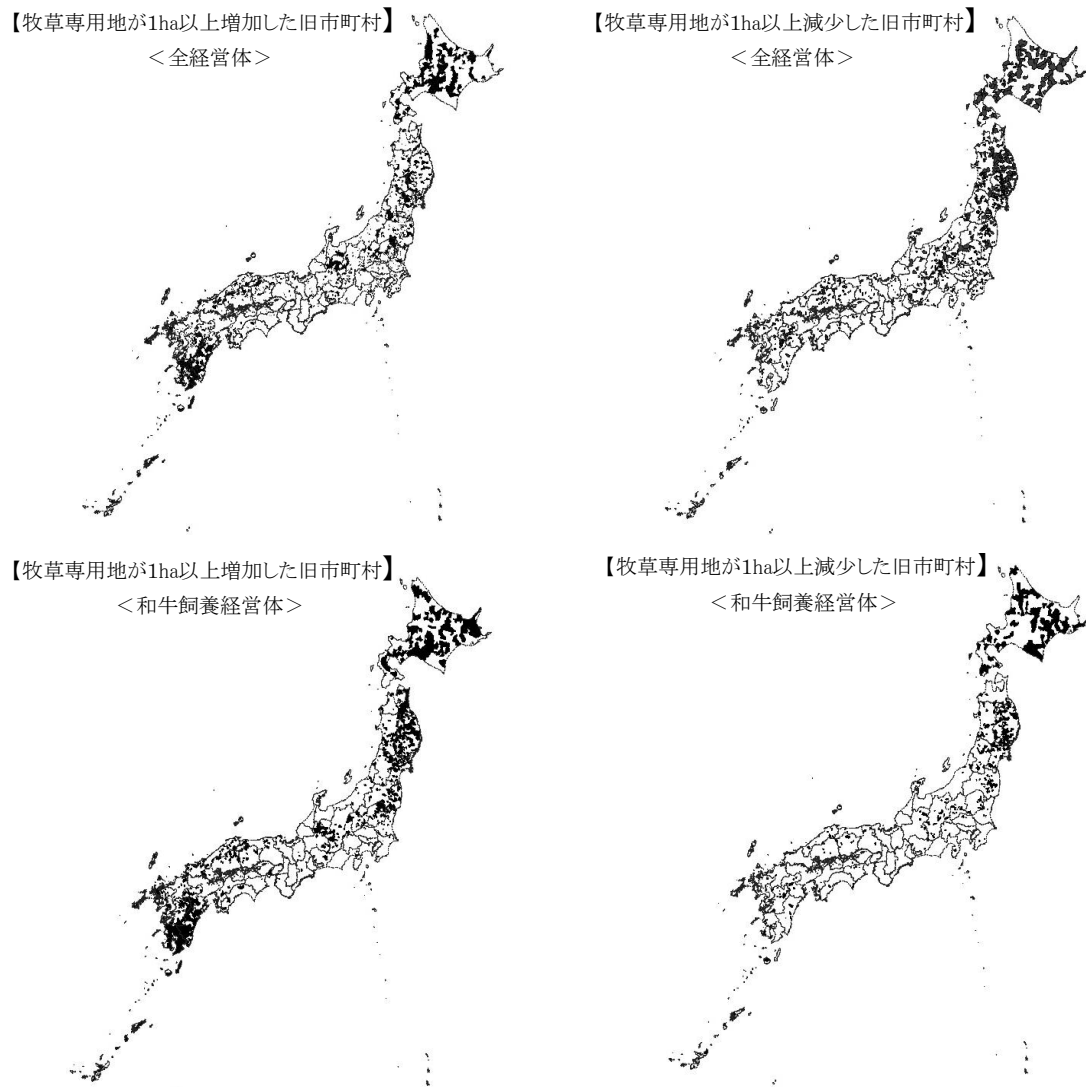 【牧草専用地が1ha以上増加した旧市町村】
＜全経営体＞
【牧草専用地が1ha以上減少した旧市町村】
＜全経営体＞
【牧草専用地が1ha以上増加した旧市町村】
＜和牛飼養経営体＞
【牧草専用地が1ha以上減少した旧市町村】
＜和牛飼養経営体＞